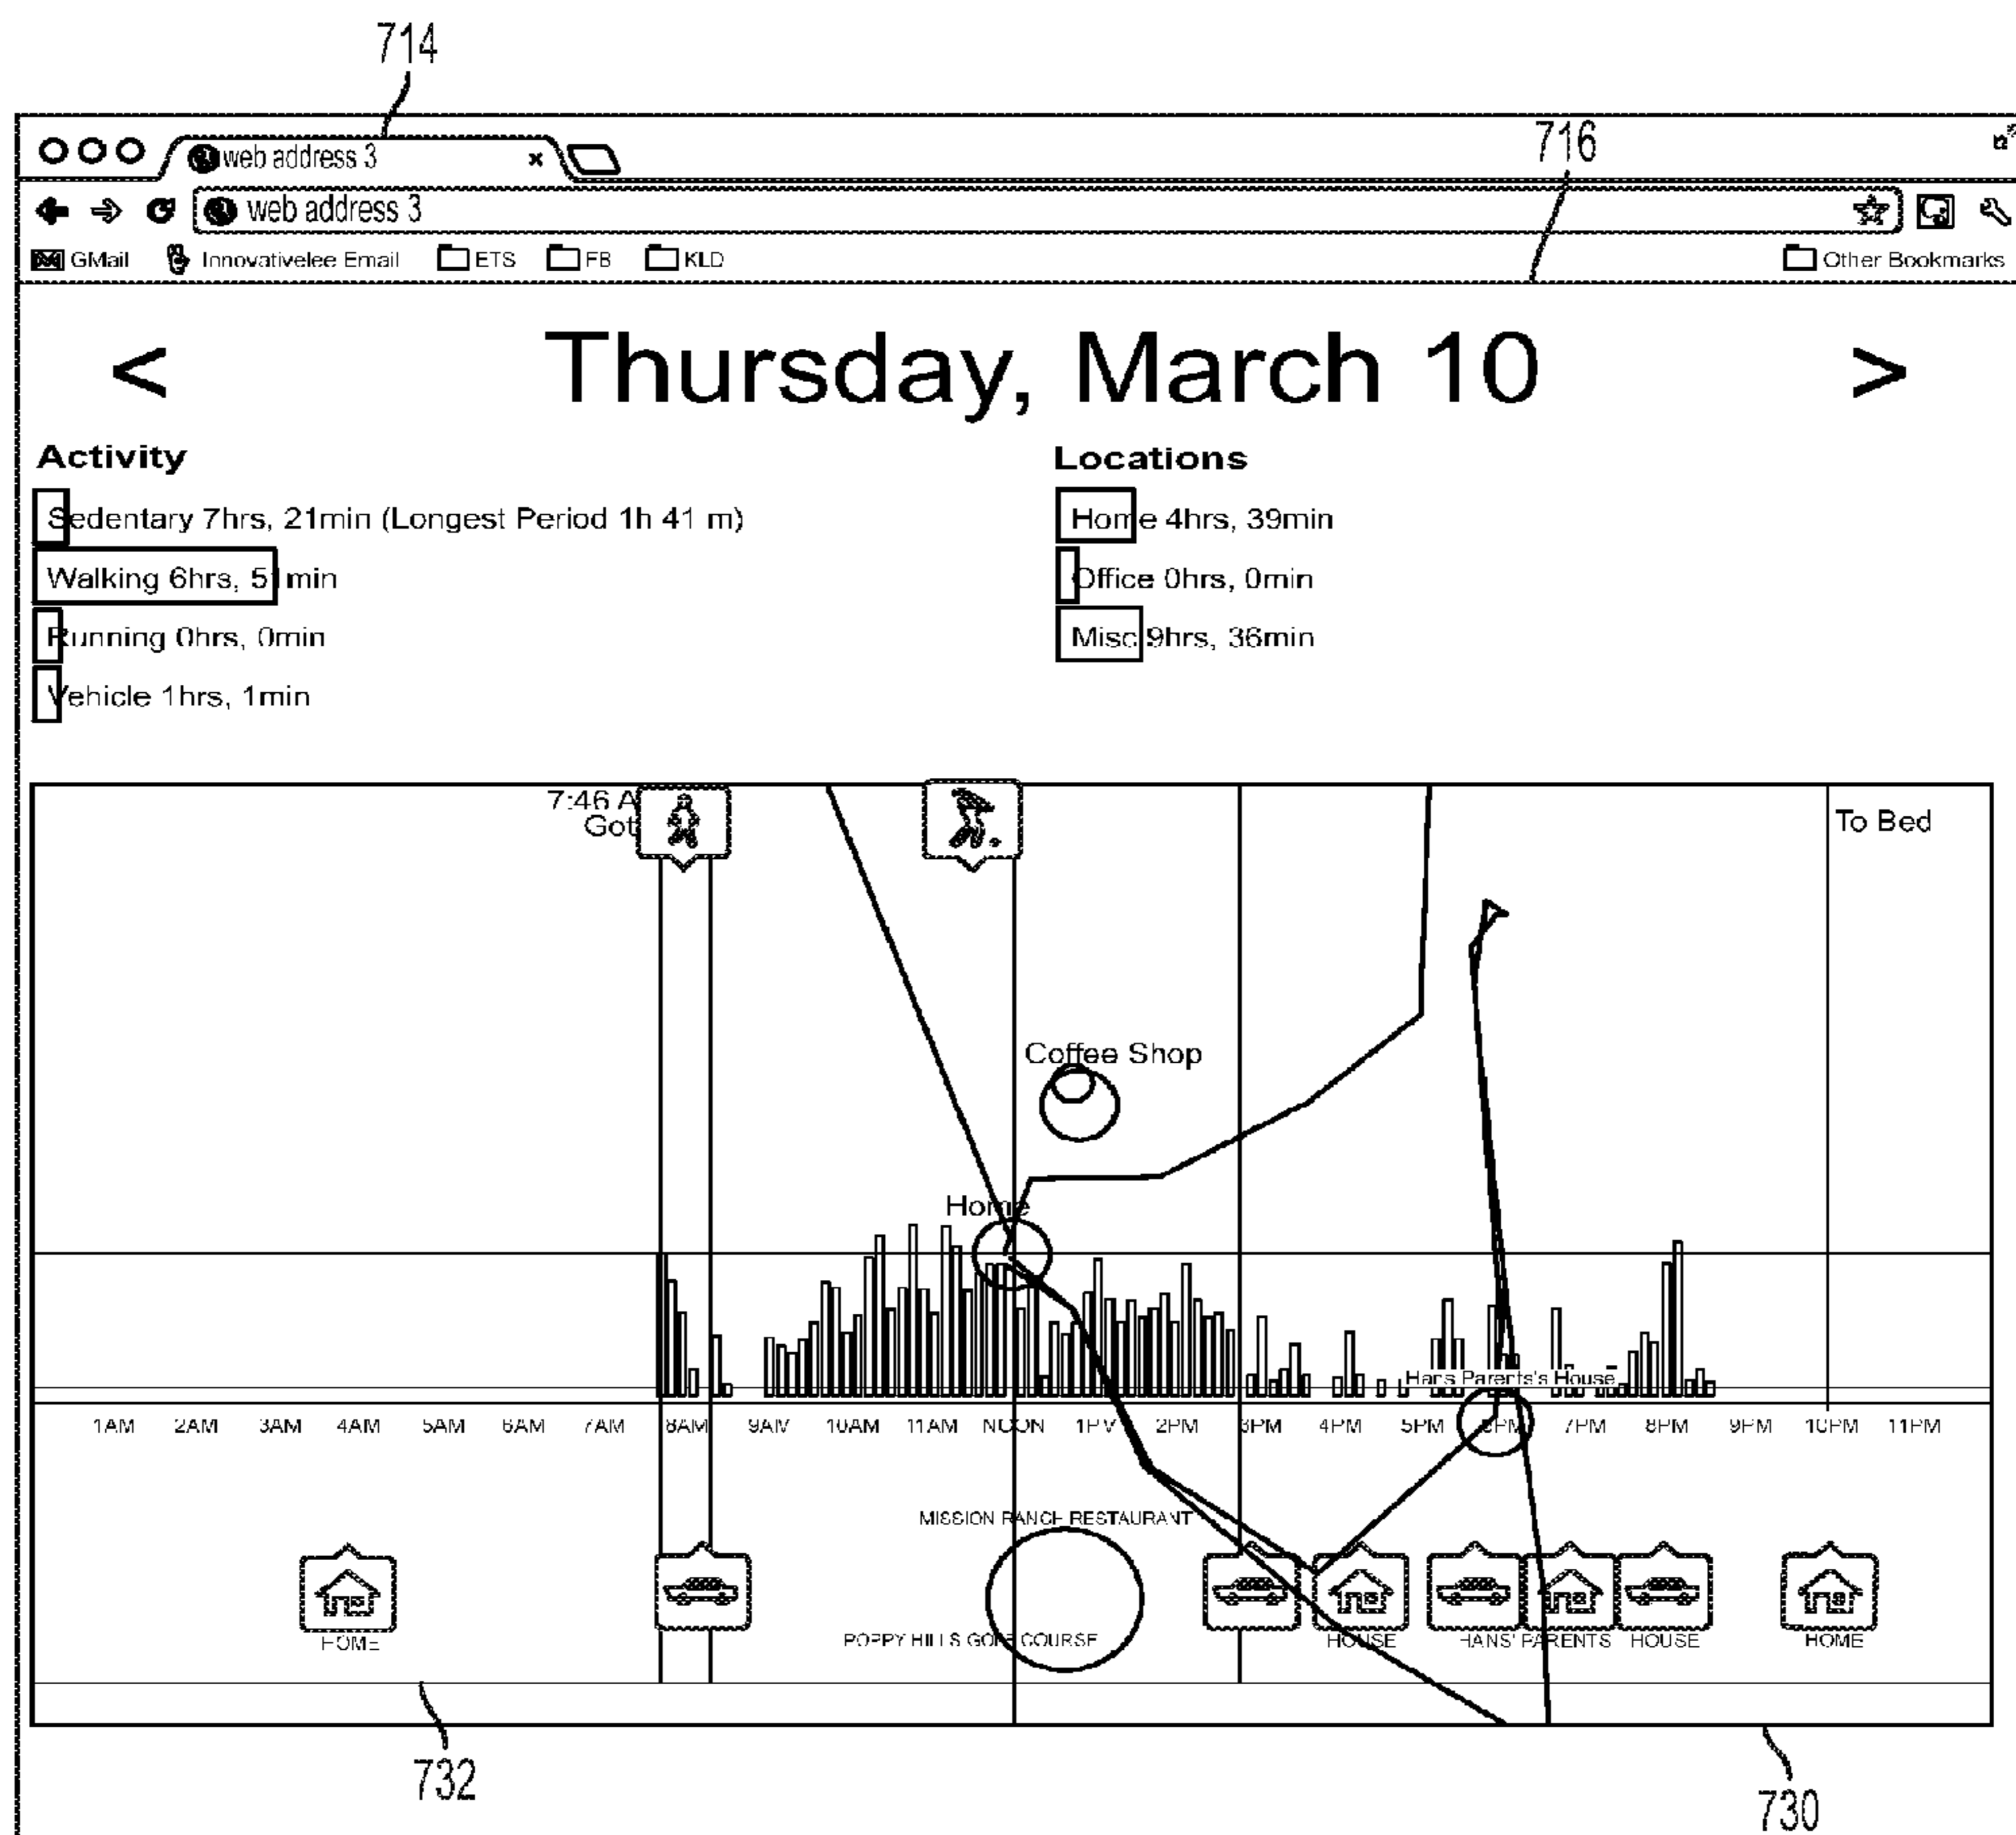 714
716
web address 3
web address 3
GMail Innovativelee Email ETS FB KLD Other Bookmarks
< Thursday, March 10 >
Activity
Sedentary 7hrs, 21min (Longest Period 1h 41 m)
Walking 6hrs, 51min
Running 0hrs, 0min
Vehicle 1hrs, 1min
Locations
Home 4hrs, 39min
Office 0hrs, 0min
Misc 9hrs, 36min
7:46 A
Got
To Bed
Coffee Shop
Home
Hans Parents's House
1AM 2AM 3AM 4AM 5AM 6AM 7AM 8AM 9AM 10AM 11AM NOON 1PM 2PM 3PM 4PM 5PM 6PM 7PM 8PM 9PM 10PM 11PM
MISSION RANCH RESTAURANT
HOME POPPY HILLS GOLF COURSE HOUSE HANS' PARENTS HOUSE HOME
732
730